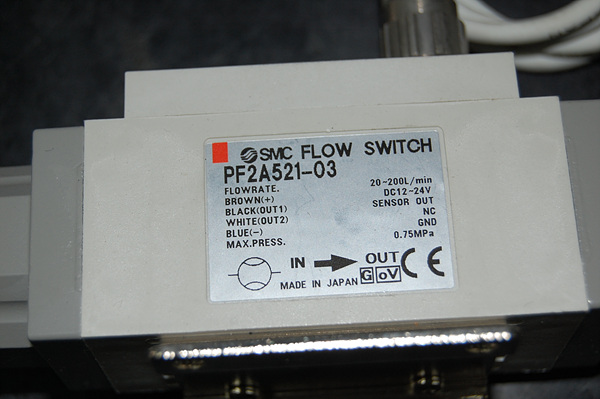 SMC FLOW SWITCH
PF2A521-03
FLOWRATE. 20~200L/min
BROWN(+) DC12~24V
BLACK(OUT1) SENSOR OUT
WHITE(OUT2) NC
BLUE(-) GND
MAX.PRESS. 0.75MPa
IN OUT
MADE IN JAPAN G oV CE